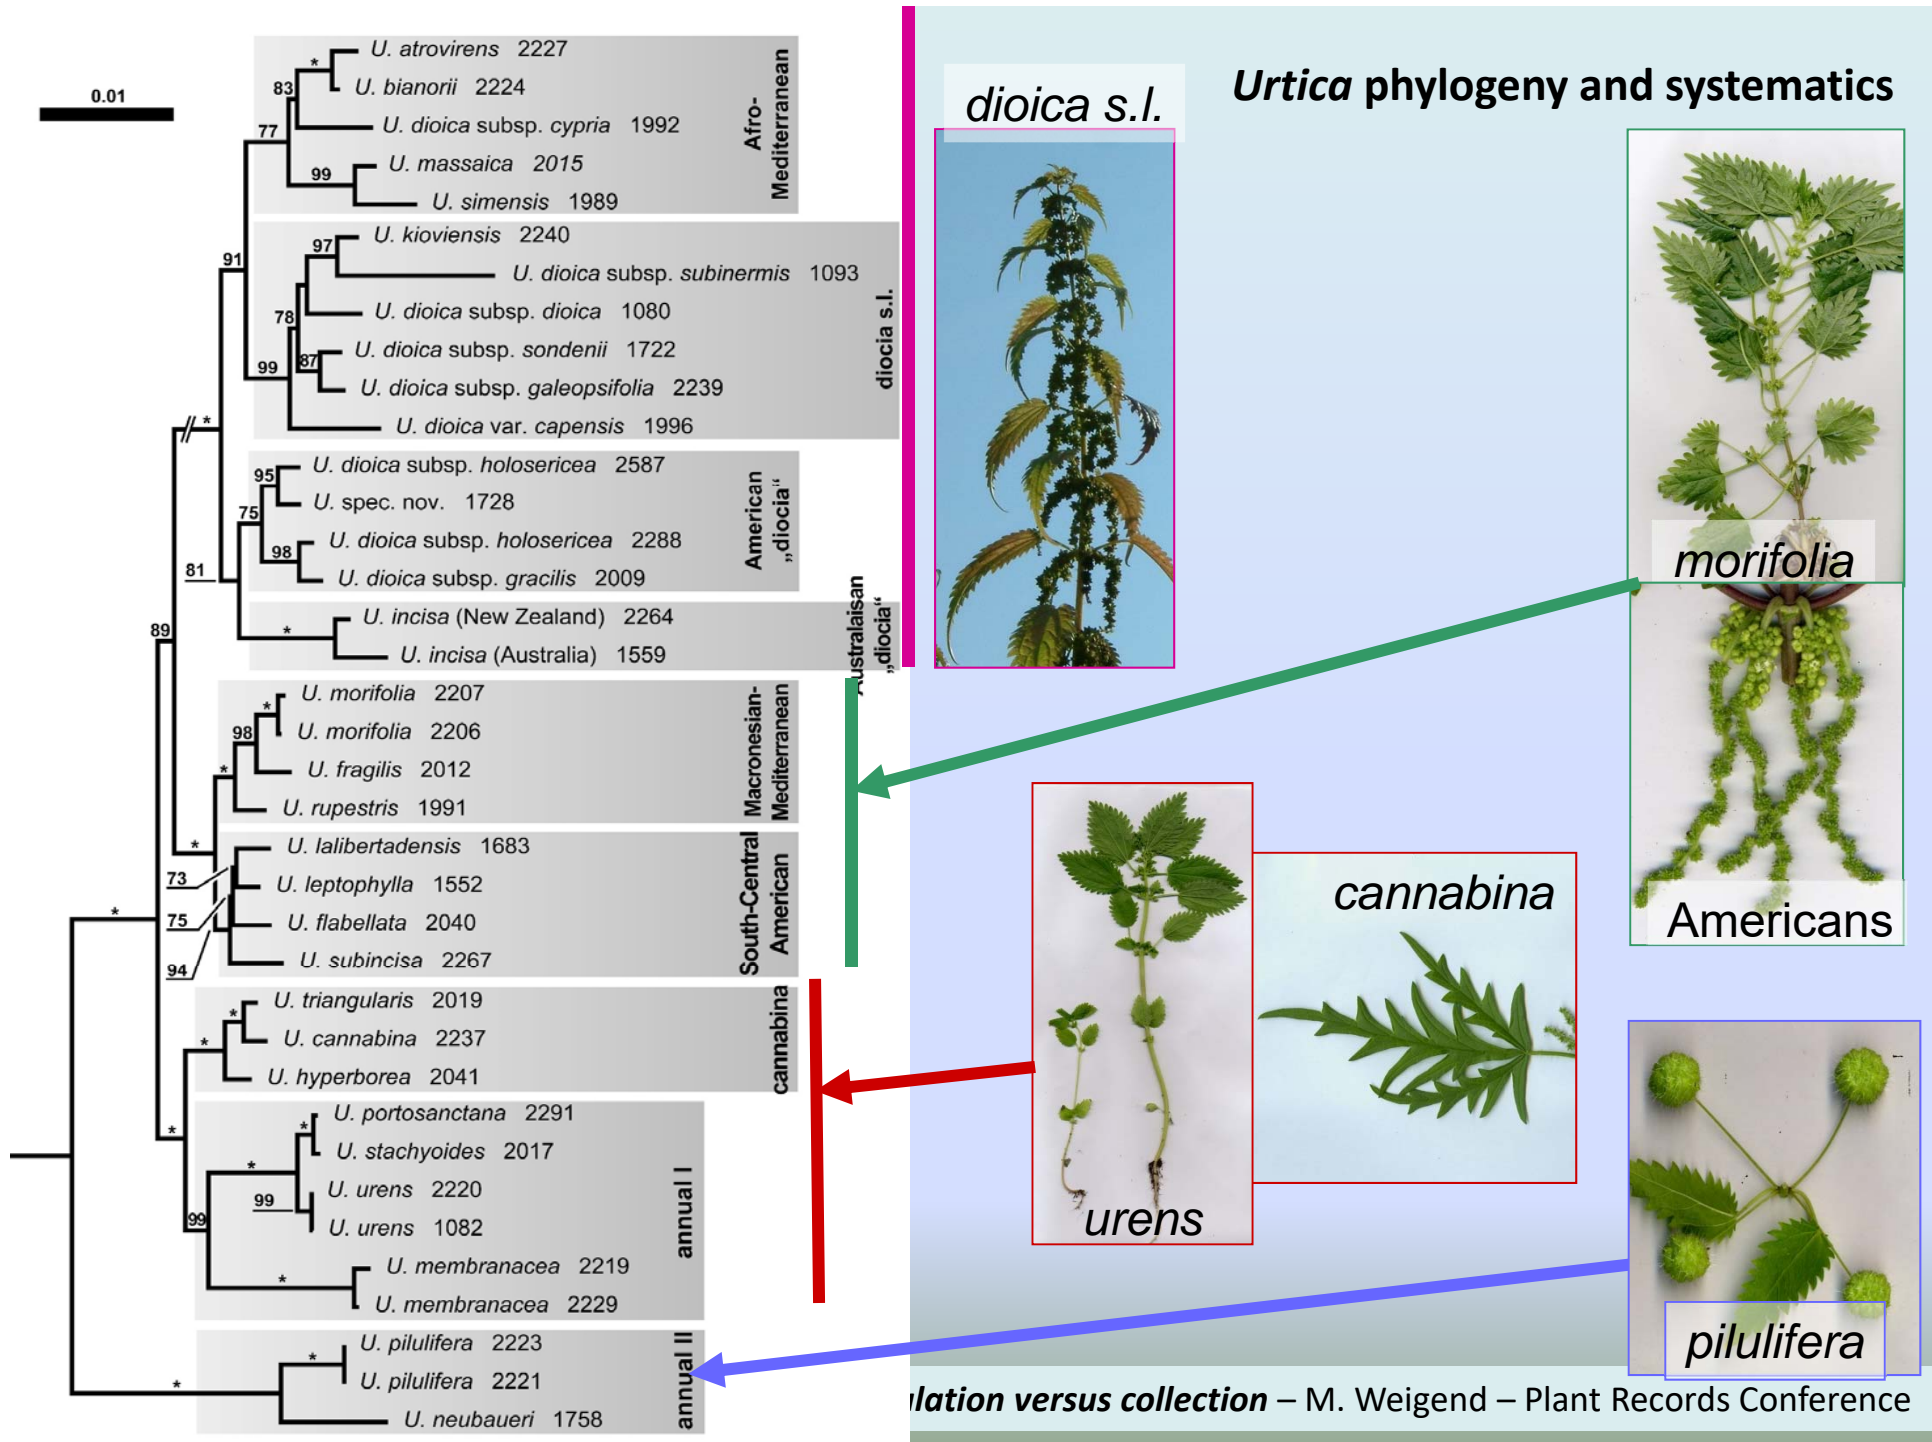 Urtica phylogeny and systematics
0.01
U. atrovirens 2227
*
U. bianorii 2224
83
U. dioica subsp. cypria 1992
77
U. massaica 2015
99
U. simensis 1989
Afro-
Mediterranean
U. kioviensis 2240
97
U. dioica subsp. subinermis 1093
91
U. dioica subsp. dioica 1080
78
U. dioica subsp. sondenii 1722
87
99
U. dioica subsp. galeopsifolia 2239
U. dioica var. capensis 1996
diocia s.l.
*
U. dioica subsp. holosericea 2587
95
U. spec. nov. 1728
75
U. dioica subsp. holosericea 2288
98
U. dioica subsp. gracilis 2009
81
American
„diocia“
U. incisa (New Zealand) 2264
89
*
U. incisa (Australia) 1559
Australaisan
„diocia“
U. morifolia 2207
*
U. morifolia 2206
98
U. fragilis 2012
*
U. rupestris 1991
Macronesian-
Mediterranean
*
U. lalibertadensis 1683
73
U. leptophylla 1552
75
U. flabellata 2040
94
U. subincisa 2267
South-Central
American
*
U. triangularis 2019
*
U. cannabina 2237
*
U. hyperborea 2041
cannabina
*
U. portosanctana 2291
*
U. stachyoides 2017
*
U. urens 2220
99
U. urens 1082
99
U. membranacea 2219
*
U. membranacea 2229
annual I
U. pilulifera 2223
*
U. pilulifera 2221
*
U. neubaueri 1758
annual II
dioica s.l.
morifolia
Americans
cannabina
urens
pilulifera
versus collection – M. Weigend – Plant Records Conference